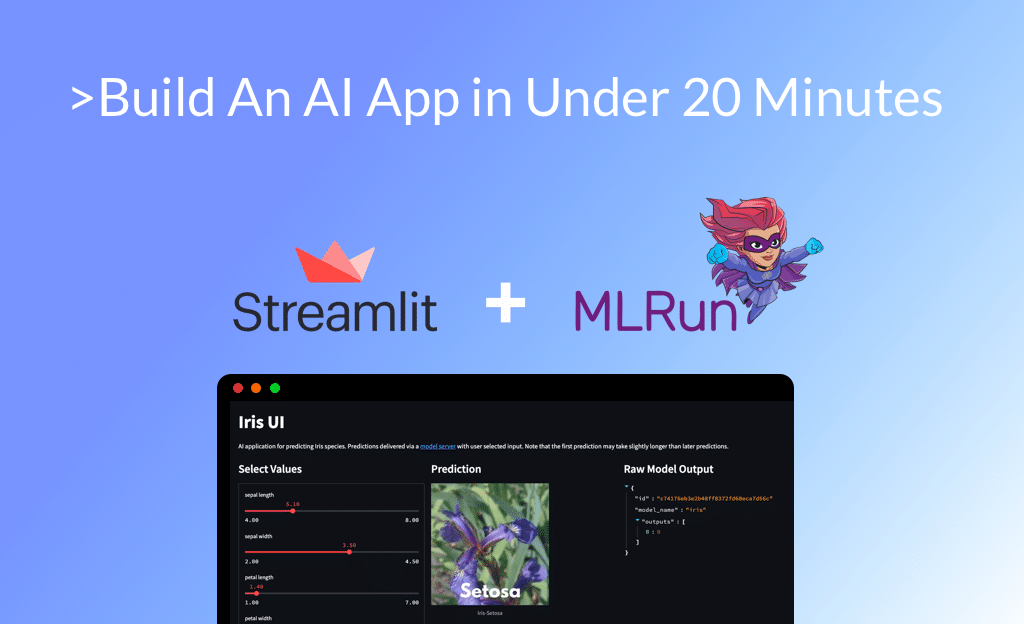 >Build An AI App in Under 20 Minutes
Streamlit
+
MLRun
Iris UI
AI application for predicting Iris species. Predictions delivered via a model server with user selected input. Note that the first prediction may take slightly longer than later predictions.
Select Values
sepal length
5.10
4.00 8.00
sepal width
3.50
2.00 4.50
petal length
1.40
1.00 7.00
petal width
Prediction
Setosa
Iris-Setosa
Raw Model Output
{
"id" : "c74176eb3e2b48ff8372fd60eca7d56c"
"model_name" : "iris"
"outputs" : [
0 : 0
]
}